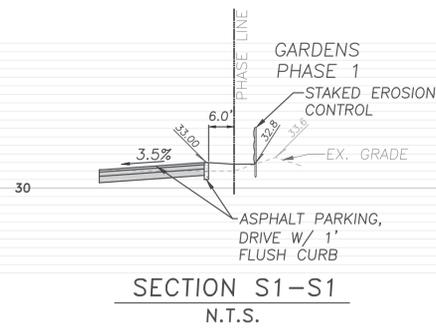 PHASE LINE
GARDENS
PHASE 1
STAKED EROSION
CONTROL
6.0'
33.00
32.8
33.6
3.5%
EX. GRADE
30
ASPHALT PARKING,
DRIVE W/ 1'
FLUSH CURB
SECTION S1-S1
N.T.S.